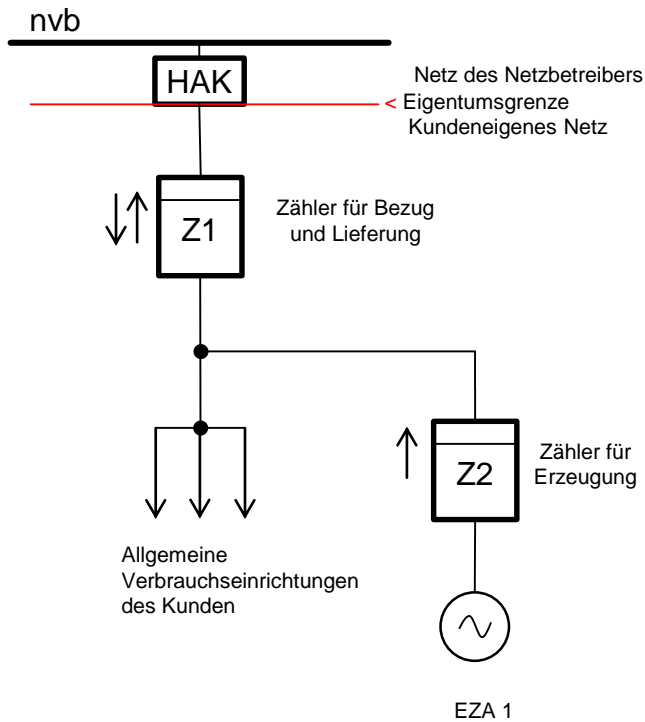 nvb
HAK
Netz des Netzbetreibers
< Eigentumsgrenze
Kundeneigenes Netz
Z1
Zähler für Bezug
und Lieferung
Z2
Zähler für
Erzeugung
Allgemeine
Verbrauchseinrichtungen
des Kunden
EZA 1